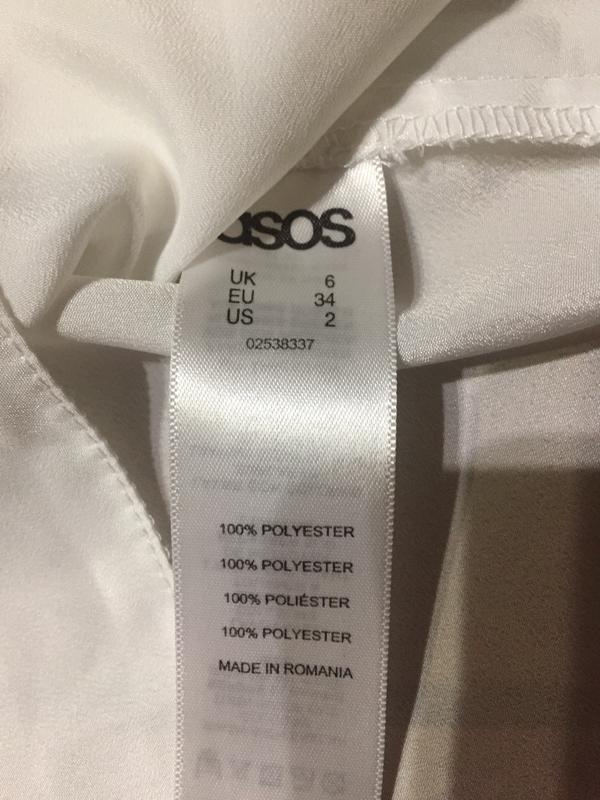 asos
UK 6
EU 34
US 2
02538337
100% POLYESTER
100% POLYESTER
100% POLIÉSTER
100% POLYESTER
MADE IN ROMANIA